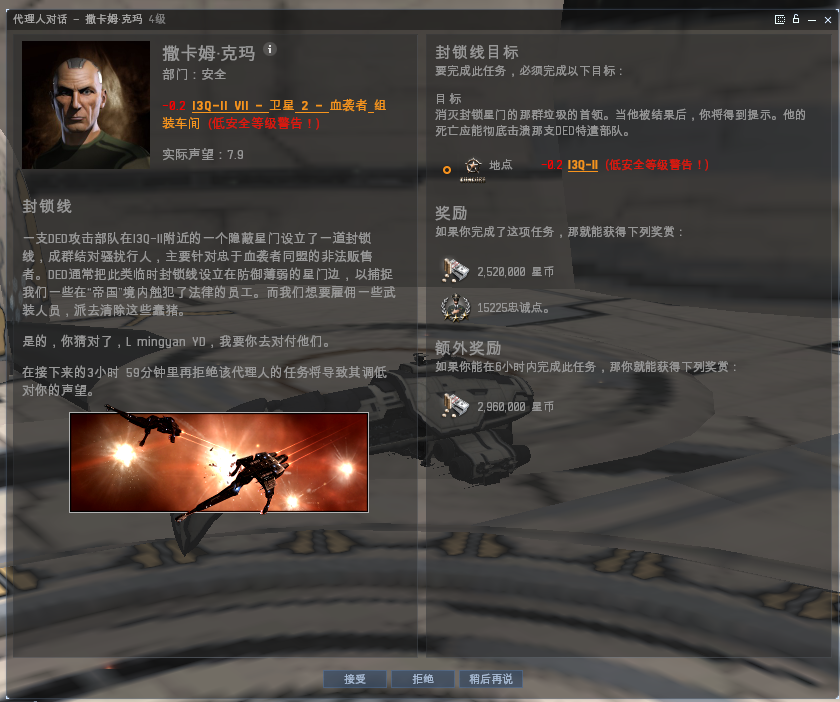 代理人对话 - 撒卡姆·克玛 4级
撒卡姆·克玛
部门：安全
-0.2 I3Q-II VII - 卫星 2 - 血袭者 组
装车间 (低安全等级警告！)
实际声望：7.9
封锁线
一支DED攻击部队在I3Q-II附近的一个隐蔽星门设立了一道封锁
线，成群结对骚扰行人，主要针对忠于血袭者同盟的非法贩售
者。DED通常把此类临时封锁线设立在防御薄弱的星门边，以捕捉
我们一些在“帝国”境内触犯了法律的员工。而我们想要雇佣一些武
装人员，派去清除这些蠢猪。
是的，你猜对了，L mingyan YD，我要你去对付他们。
在接下来的3小时 59分钟里再拒绝该代理人的任务将导致其调低
对你的声望。
封锁线目标
要完成此任务，必须完成以下目标：
目标
消灭封锁星门的那群垃圾的首领。当他被结果后，你将得到提示。他的
死亡应能彻底击溃那支DED特遣部队。
地点 -0.2 I3Q-II (低安全等级警告！)
奖励
如果你完成了这项任务，那就能获得下列奖赏：
2,520,000 星币
15225忠诚点。
额外奖励
如果你能在6小时内完成此任务，那你就能获得下列奖赏：
2,960,000 星币
接受 拒绝 稍后再说